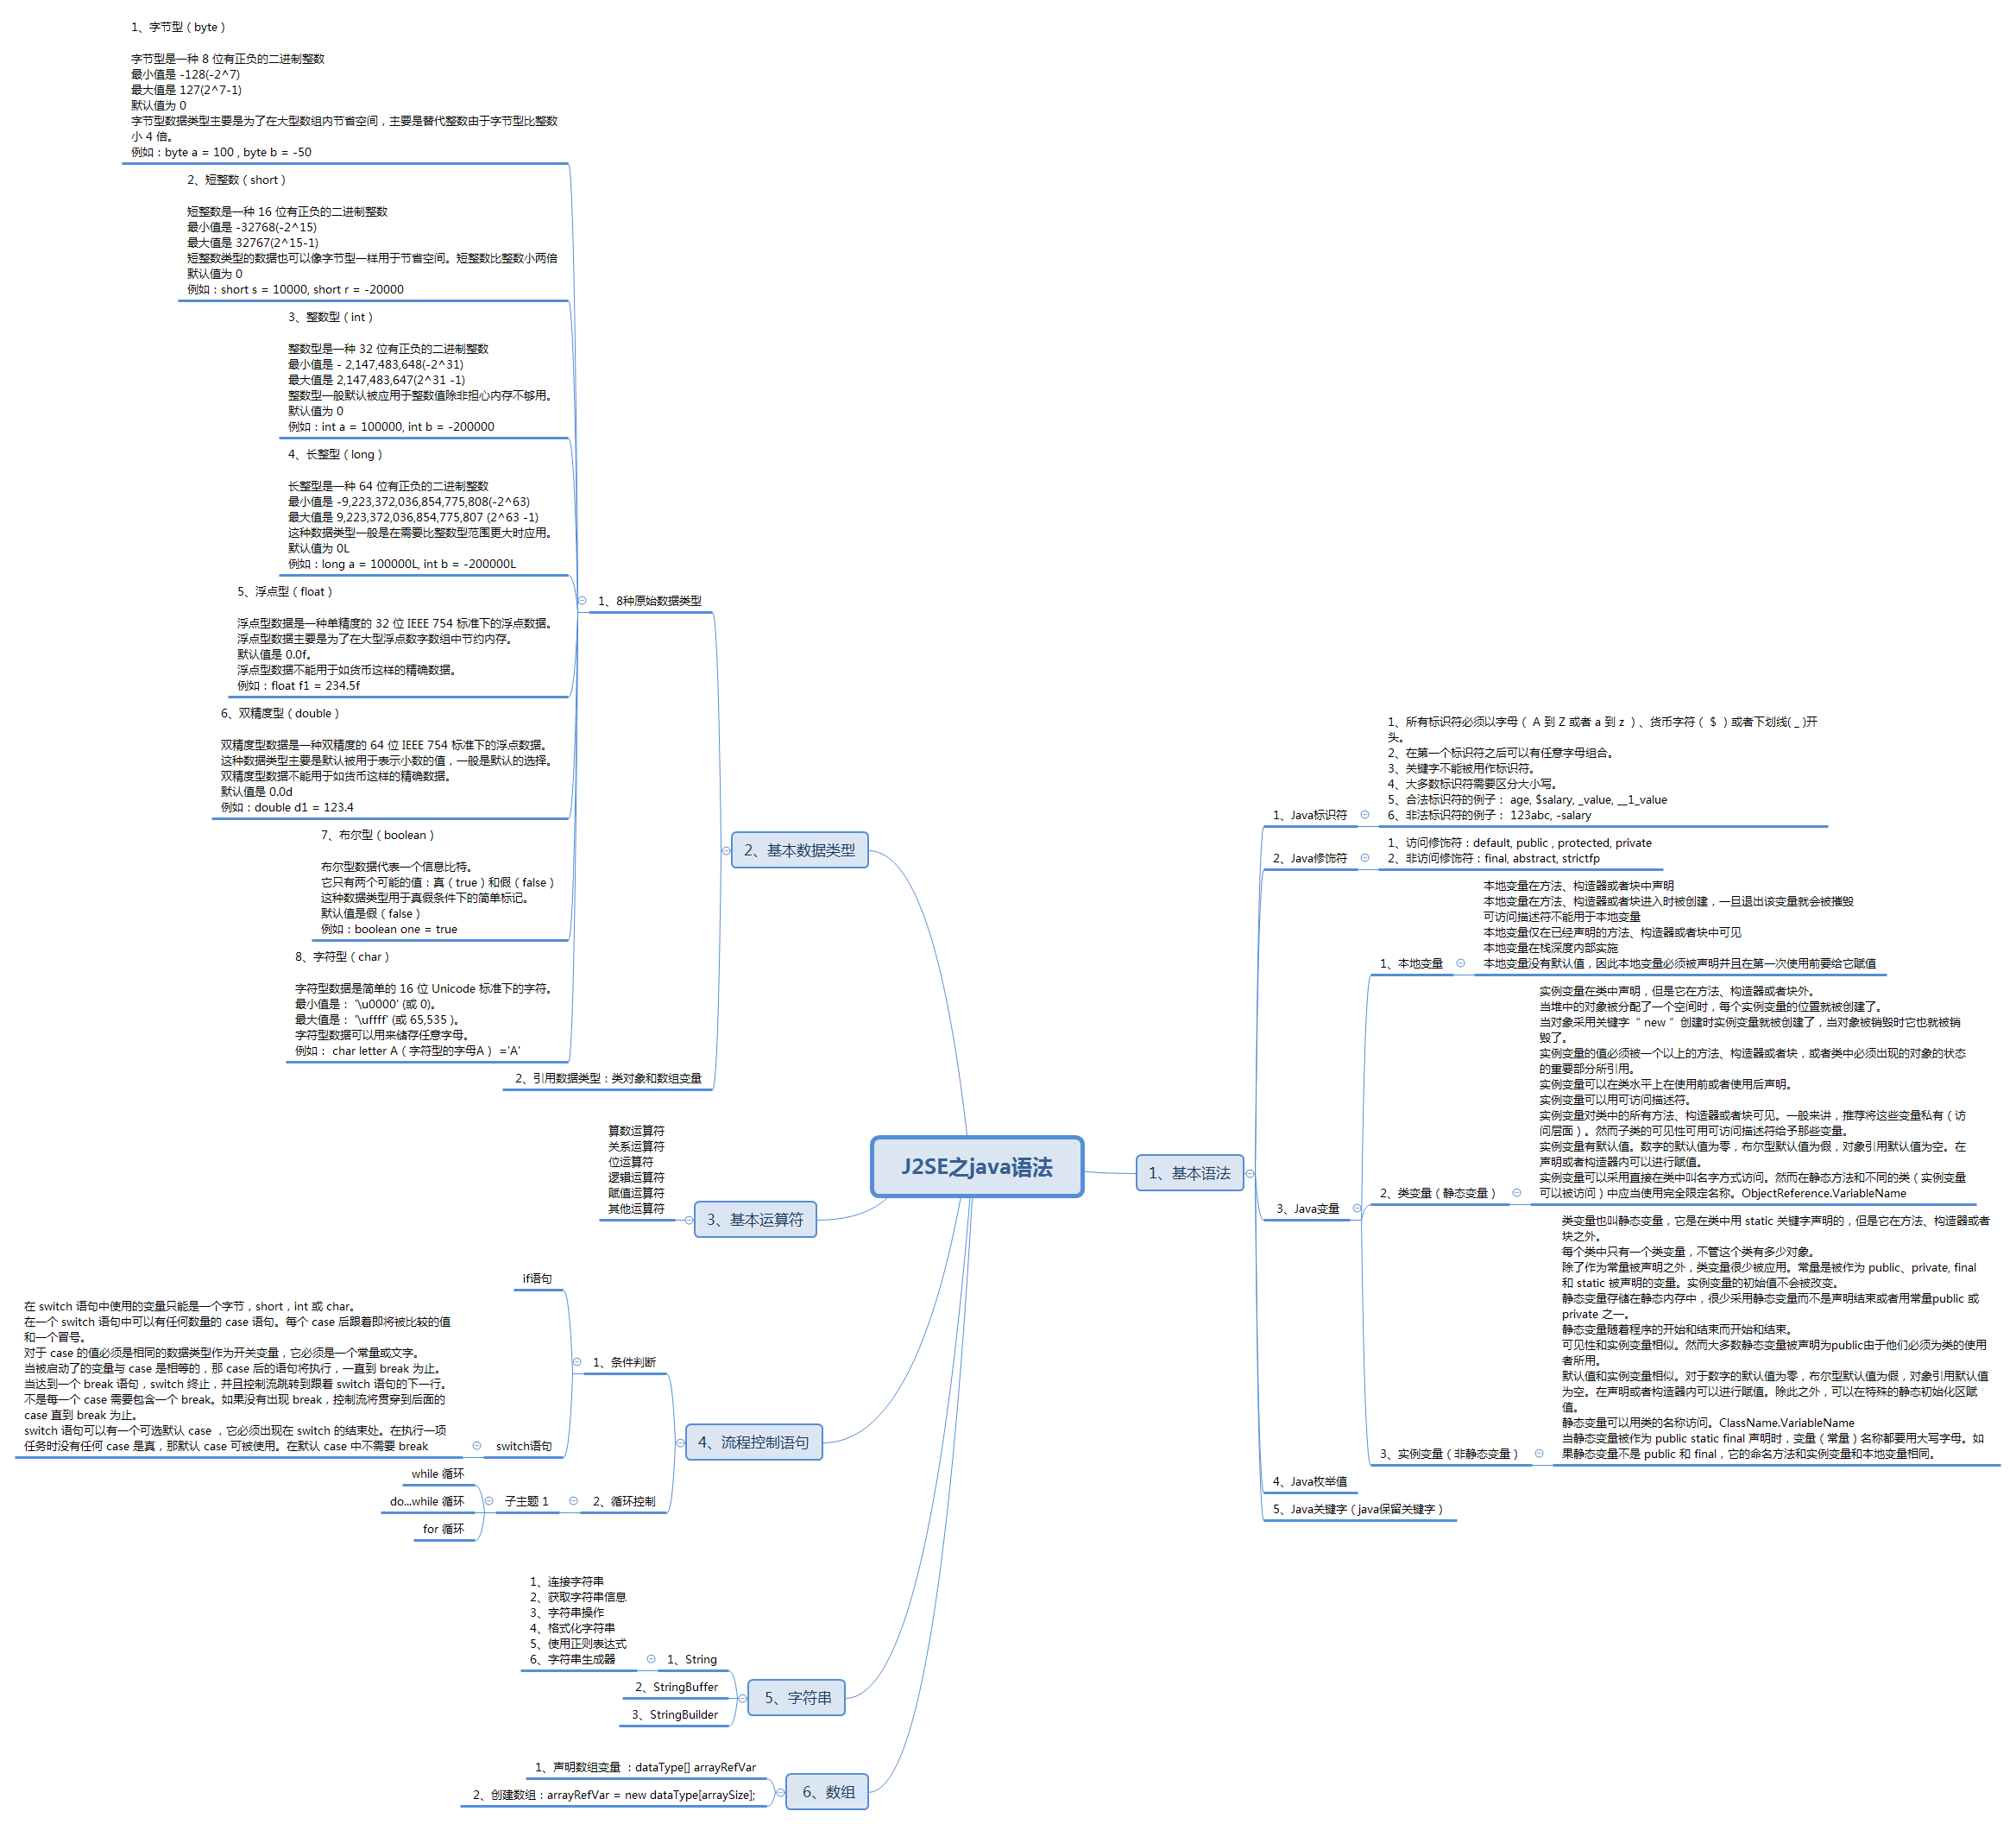 J2SE之java语法
1、基本语法
1、Java标识符
1、所有标识符必须以字母（ A 到 Z 或者 a 到 z ）、货币字符（ $ ）或者下划线( _ )开
头。
2、在第一个标识符之后可以有任意字母组合。
3、关键字不能被用作标识符。
4、大多数标识符需要区分大小写。
5、合法标识符的例子： age, $salary, _value, __1_value
6、非法标识符的例子： 123abc, -salary
2、Java修饰符
1、访问修饰符：default, public , protected, private
2、非访问修饰符：final, abstract, strictfp
3、Java变量
1、本地变量
本地变量在方法、构造器或者块中声明
本地变量在方法、构造器或者块进入时被创建，一旦退出该变量就会被摧毁
可访问描述符不能用于本地变量
本地变量仅在已经声明的方法、构造器或者块中可见
本地变量在栈深度内部实施
本地变量没有默认值，因此本地变量必须被声明并且在第一次使用前要给它赋值
2、类变量（静态变量）
实例变量在类中声明，但是它在方法、构造器或者块外。
当堆中的对象被分配了一个空间时，每个实例变量的位置就被创建了。
当对象采用关键字“ new ”创建时实例变量就被创建了，当对象被销毁时它也就被销
毁了。
实例变量的值必须被一个以上的方法、构造器或者块，或者类中必须出现的对象的状态
的重要部分所引用。
实例变量可以在类水平上在使用前或者使用后声明。
实例变量可以用可访问描述符。
实例变量对类中的所有方法、构造器或者块可见。一般来讲，推荐将这些变量私有（访
问层面）。然而子类的可见性可用可访问描述符给予那些变量。
实例变量有默认值。数字的默认值为零，布尔型默认值为假，对象引用默认值为空。在
声明或者构造器内可以进行赋值。
实例变量可以采用直接在类中叫名字方式访问。然而在静态方法和不同的类（实例变量
可以被访问）中应当使用完全限定名称。ObjectReference.VariableName
3、实例变量（非静态变量）
类变量也叫静态变量，它是在类中用 static 关键字声明的，但是它在方法、构造器或者
块之外。
每个类中只有一个类变量，不管这个类有多少对象。
除了作为常量被声明之外，类变量很少被应用。常量是被作为 public、private, final
和 static 被声明的变量。实例变量的初始值不会被改变。
静态变量存储在静态内存中，很少采用静态变量而不是声明结束或者用常量public 或
private 之一。
静态变量随着程序的开始和结束而开始和结束。
可见性和实例变量相似。然而大多数静态变量被声明为public由于他们必须为类的使用
者所用。
默认值和实例变量相似。对于数字的默认值为零，布尔型默认值为假，对象引用默认值
为空。在声明或者构造器内可以进行赋值。除此之外，可以在特殊的静态初始化区赋
值。
静态变量可以用类的名称访问。ClassName.VariableName
当静态变量被作为 public static final 声明时，变量（常量）名称都要用大写字母。如
果静态变量不是 public 和 final，它的命名方法和实例变量和本地变量相同。
4、Java枚举值
5、Java关键字（java保留关键字）
2、基本数据类型
1、8种原始数据类型
1、字节型（byte）
字节型是一种 8 位有正负的二进制整数
最小值是 -128(-2^7)
最大值是 127(2^7-1)
默认值为 0
字节型数据类型主要是为了在大型数组内节省空间，主要是替代整数由于字节型比整数
小 4 倍。
例如：byte a = 100 , byte b = -50
2、短整数（short）
短整数是一种 16 位有正负的二进制整数
最小值是 -32768(-2^15)
最大值是 32767(2^15-1)
短整数类型的数据也可以像字节型一样用于节省空间。短整数比整数小两倍
默认值为 0
例如：short s = 10000, short r = -20000
3、整数型（int）
整数型是一种 32 位有正负的二进制整数
最小值是 - 2,147,483,648(-2^31)
最大值是 2,147,483,647(2^31 -1)
整数型一般默认被应用于整数值除非担心内存不够用。
默认值为 0
例如：int a = 100000, int b = -200000
4、长整型（long）
长整型是一种 64 位有正负的二进制整数
最小值是 -9,223,372,036,854,775,808(-2^63)
最大值是 9,223,372,036,854,775,807 (2^63 -1)
这种数据类型一般是在需要比整数型范围更大时应用。
默认值为 0L
例如：long a = 100000L, int b = -200000L
5、浮点型（float）
浮点型数据是一种单精度的 32 位 IEEE 754 标准下的浮点数据。
浮点型数据主要是为了在大型浮点数字数组中节约内存。
默认值是 0.0f。
浮点型数据不能用于如货币这样的精确数据。
例如：float f1 = 234.5f
6、双精度型（double）
双精度型数据是一种双精度的 64 位 IEEE 754 标准下的浮点数据。
这种数据类型主要是默认被用于表示小数的值，一般是默认的选择。
双精度型数据不能用于如货币这样的精确数据。
默认值是 0.0d
例如：double d1 = 123.4
7、布尔型（boolean）
布尔型数据代表一个信息比特。
它只有两个可能的值：真（true）和假（false）
这种数据类型用于真假条件下的简单标记。
默认值是假（false）
例如：boolean one = true
8、字符型（char）
字符型数据是简单的 16 位 Unicode 标准下的字符。
最小值是： '\u0000' (或 0)。
最大值是： '\uffff' (或 65,535 )。
字符型数据可以用来储存任意字母。
例如： char letter A（字符型的字母A） ='A'
2、引用数据类型：类对象和数组变量
3、基本运算符
算数运算符
关系运算符
位运算符
逻辑运算符
赋值运算符
其他运算符
4、流程控制语句
1、条件判断
if语句
switch语句
在 switch 语句中使用的变量只能是一个字节，short，int 或 char。
在一个 switch 语句中可以有任何数量的 case 语句。每个 case 后跟着即将被比较的值
和一个冒号。
对于 case 的值必须是相同的数据类型作为开关变量，它必须是一个常量或文字。
当被启动了的变量与 case 是相等的，那 case 后的语句将执行，一直到 break 为止。
当达到一个 break 语句，switch 终止，并且控制流跳转到跟着 switch 语句的下一行。
不是每一个 case 需要包含一个 break。如果没有出现 break，控制流将贯穿到后面的
case 直到 break 为止。
switch 语句可以有一个可选默认 case ，它必须出现在 switch 的结束处。在执行一项
任务时没有任何 case 是真，那默认 case 可被使用。在默认 case 中不需要 break
2、循环控制
子主题 1
while 循环
do...while 循环
for 循环
5、字符串
1、String
1、连接字符串
2、获取字符串信息
3、字符串操作
4、格式化字符串
5、使用正则表达式
6、字符串生成器
2、StringBuffer
3、StringBuilder
6、数组
1、声明数组变量 ：dataType[] arrayRefVar
2、创建数组：arrayRefVar = new dataType[arraySize];